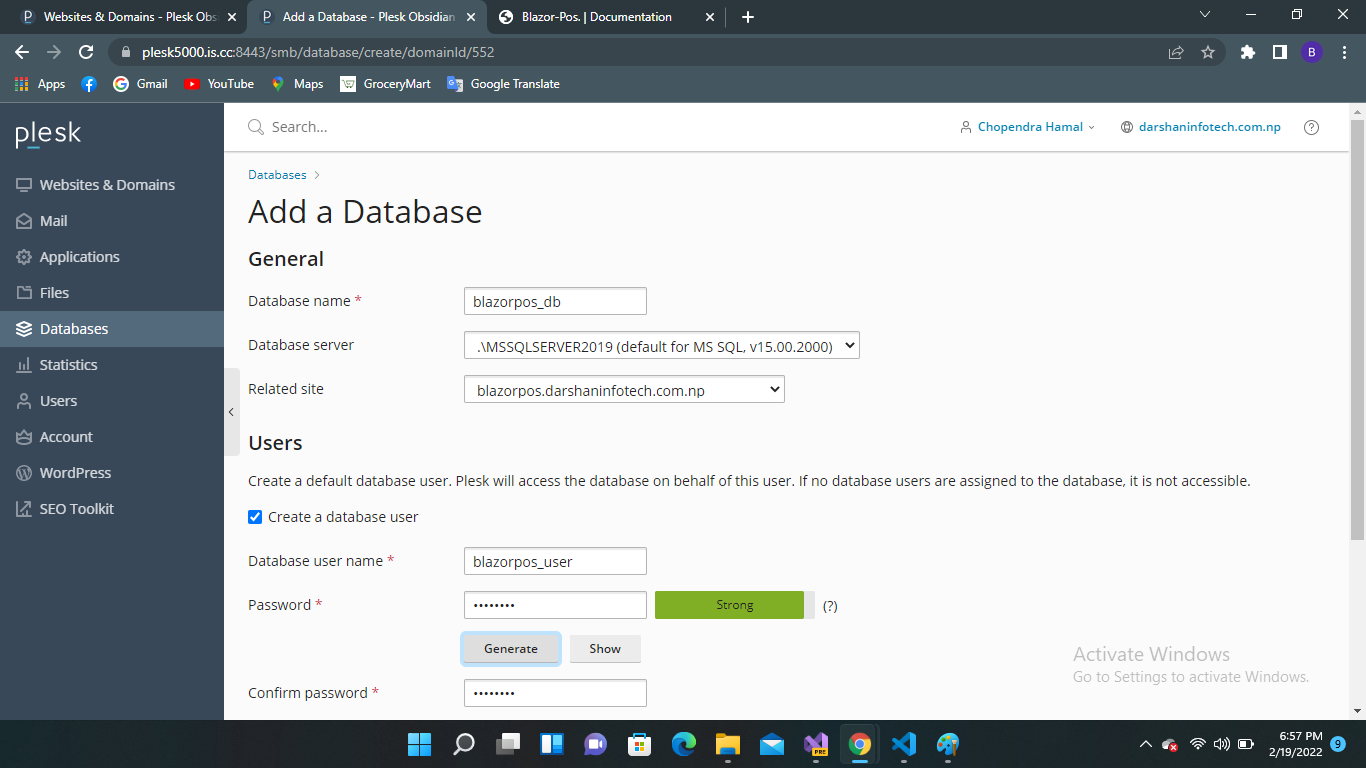 Websites & Domains - Plesk Obs
Add a Database - Plesk Obsidian
Blazor-Pos. | Documentation
plesk5000.is.cc:8443/smb/database/create/domainId/552
B
Apps
Gmail
YouTube
Maps
GroceryMart
Google Translate
plesk
Search...
Chopendra Hamal
darshaninfotech.com.np
Websites & Domains
Mail
Applications
Files
Databases
Statistics
Users
Account
WordPress
SEO Toolkit
Databases >
Add a Database
General
Database name *
blazorpos_db
Database server
.\MSSQLSERVER2019 (default for MS SQL, v15.00.2000)
Related site
blazorpos.darshaninfotech.com.np
Users
Create a default database user. Plesk will access the database on behalf of this user. If no database users are assigned to the database, it is not accessible.
Create a database user
Database user name *
blazorpos_user
Password *
••••••••
Strong
(?)
Generate
Show
Confirm password *
••••••••
Activate Windows
Go to Settings to activate Windows.
PRE
6:57 PM
2/19/2022
9